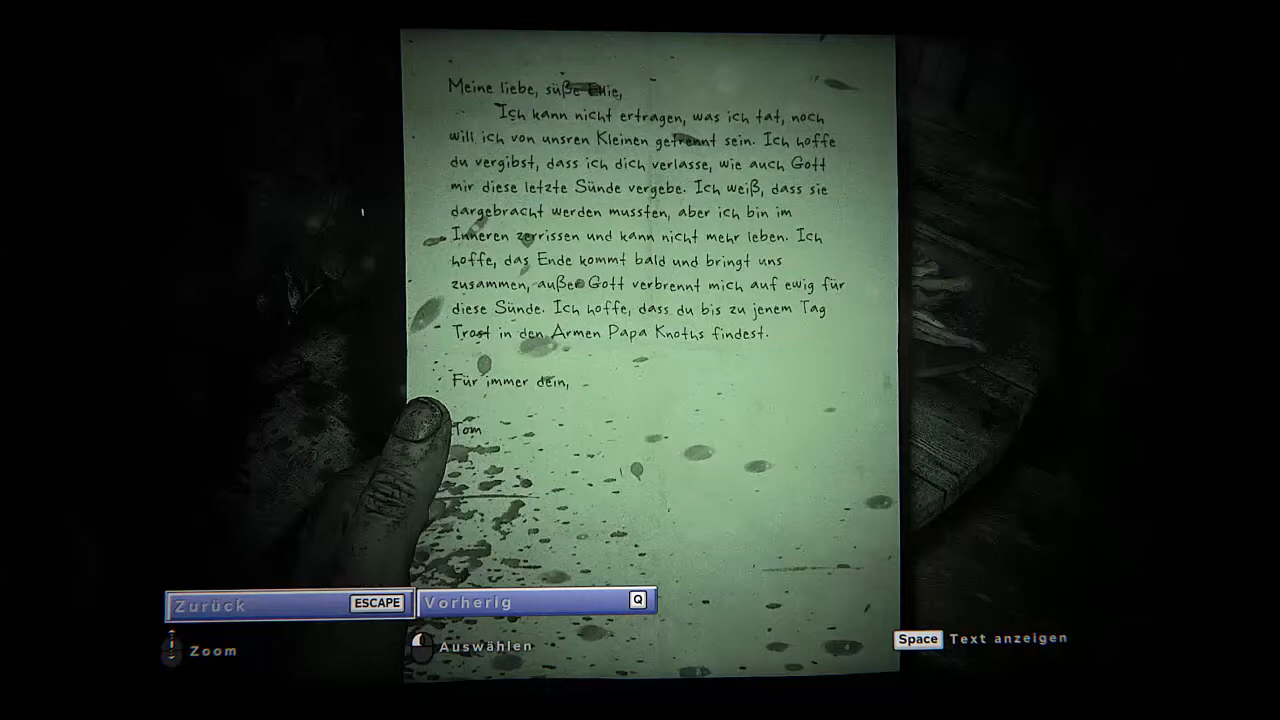 Meine liebe, süße Ellie,
Ich kann nicht ertragen, was ich tat, noch
will ich von unsren Kleinen getrennt sein. Ich hoffe
du vergibst, dass ich dich verlasse, wie auch Gott
mir diese letzte Sünde vergebe. Ich weiß, dass sie
dargebracht werden mussten, aber ich bin im
Inneren zerrissen und kann nicht mehr leben. Ich
hoffe, das Ende kommt bald und bringt uns
zusammen, außer Gott verbrennt mich auf ewig für
diese Sünde. Ich hoffe, dass du bis zu jenem Tag
Trost in den Armen Papa Knoths findest.
Für immer dein,
Tom
Zurück ESCAPE Vorherig Q
Zoom Auswählen Space Text anzeigen